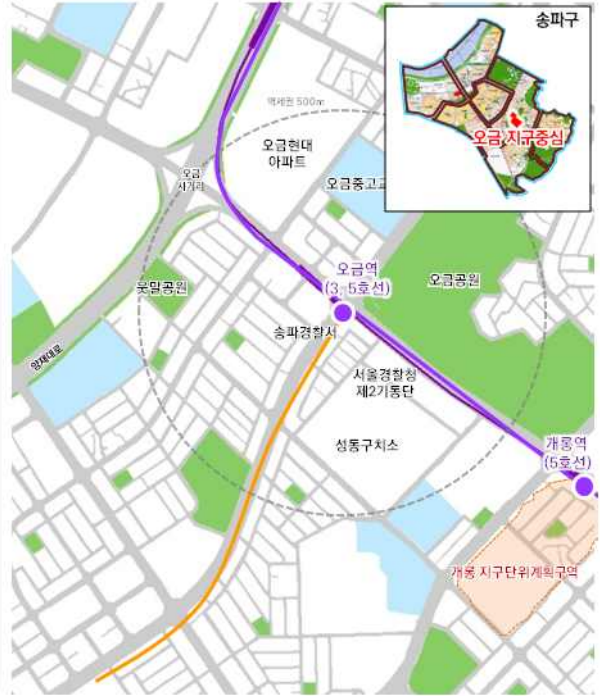 송파구
오금 지구중심
역세권 500m
오금현대
아파트
오금중고교
오금
사거리
오금역
(3, 5호선)
오금공원
웃말공원
송파경찰서
양재대로
서울경찰청
제2기동단
성동구치소
개롱역
(5호선)
개롱 지구단위계획구역